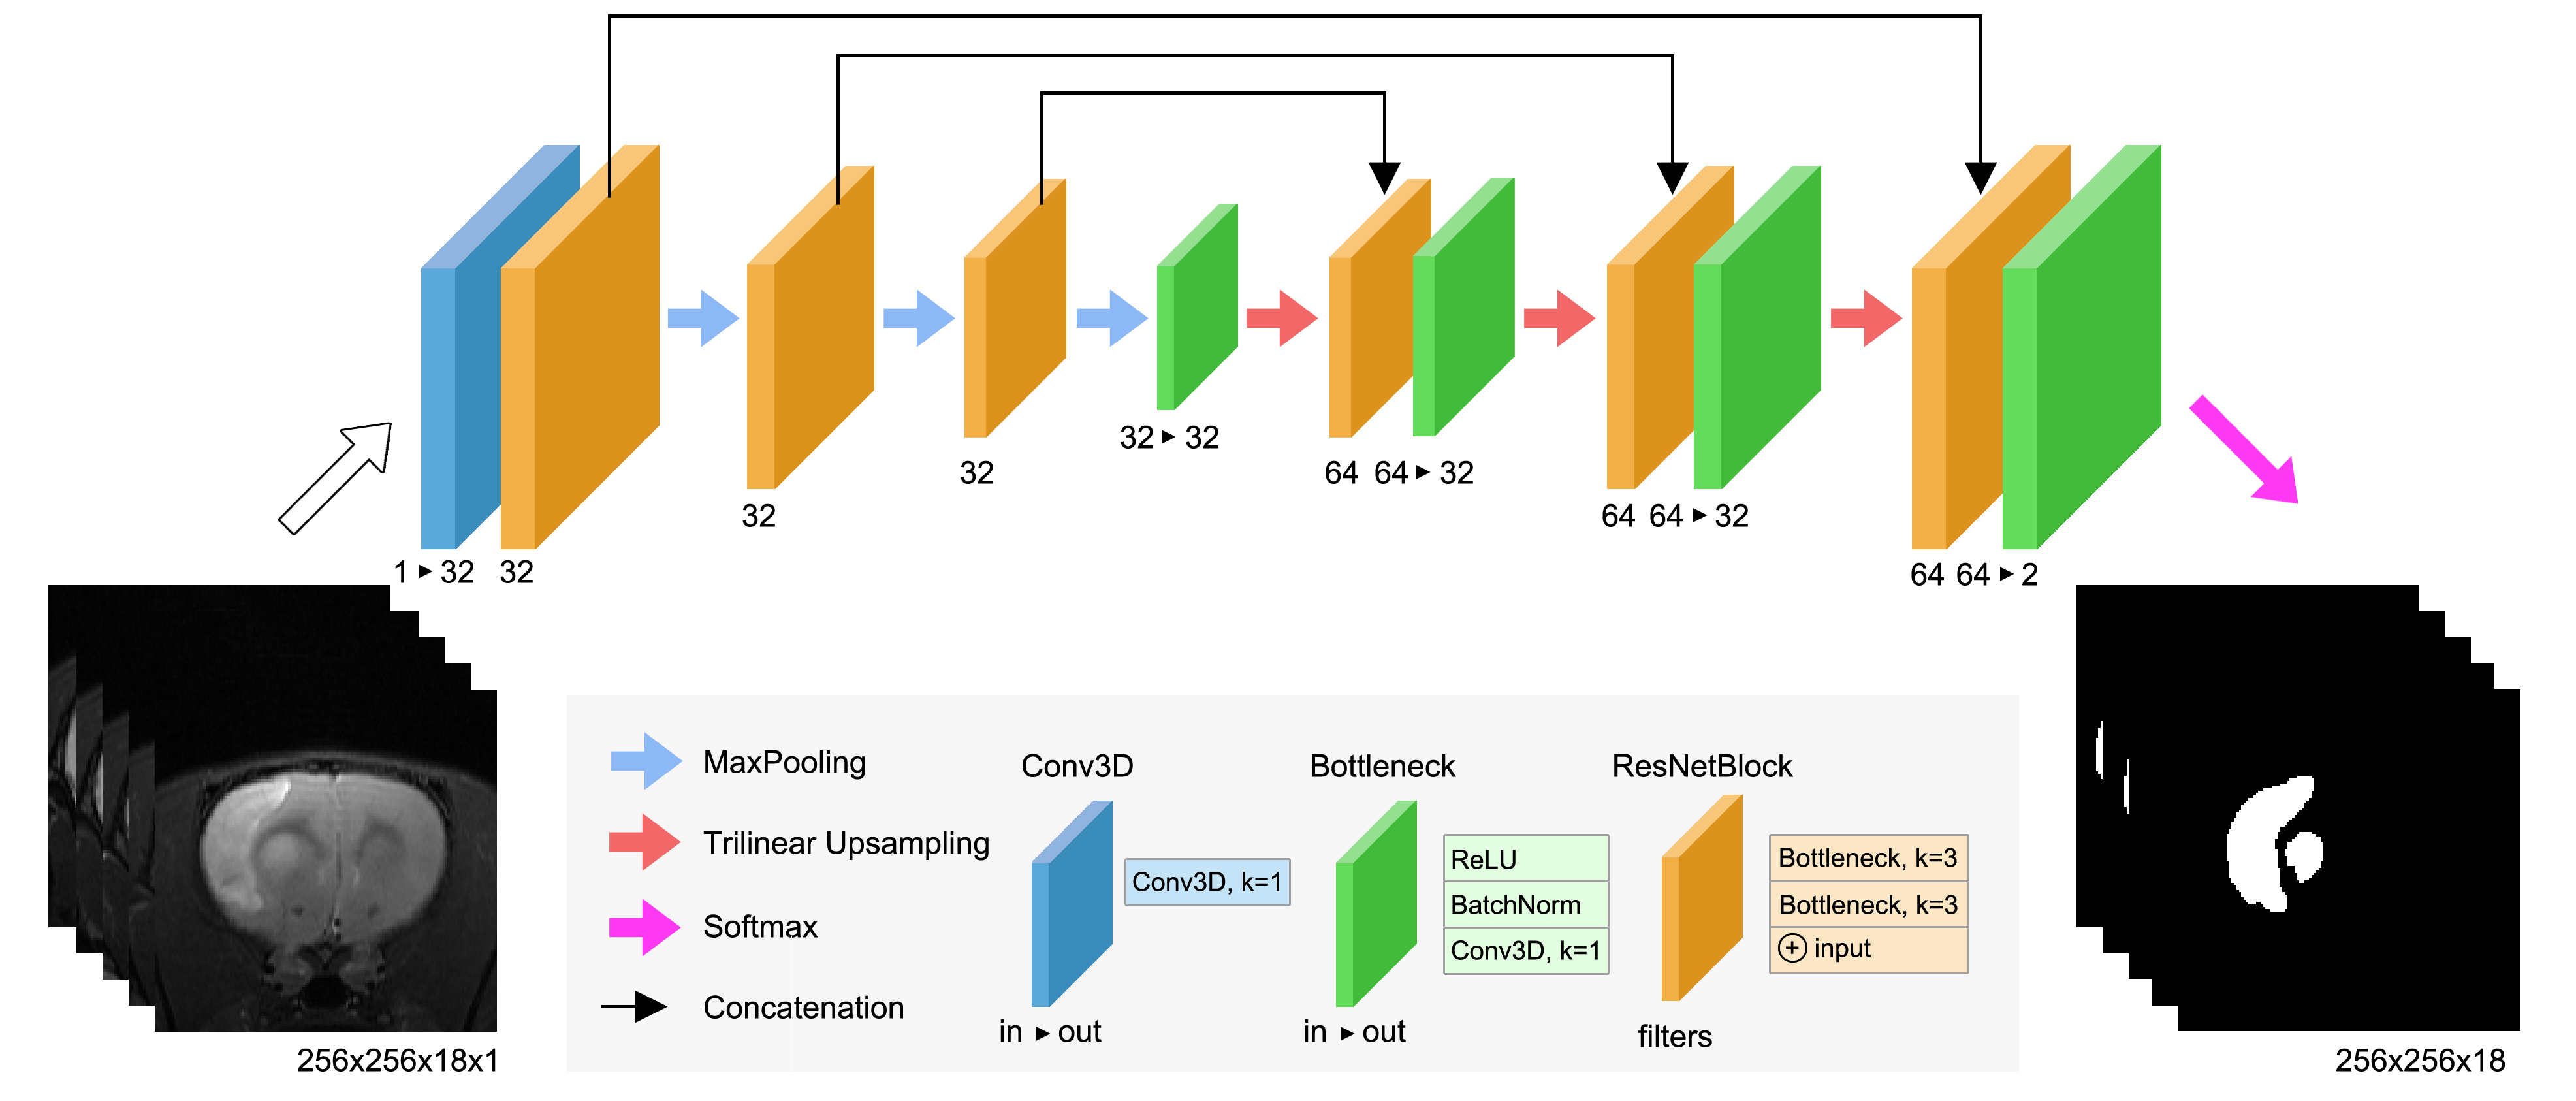 1 ▸ 32 32
32
32
32 ▸ 32
64 64 ▸ 32
64 64 ▸ 32
64 64 ▸ 2
256x256x18x1
MaxPooling
Trilinear Upsampling
Softmax
Concatenation
Conv3D
Conv3D, k=1
in ▸ out
Bottleneck
ReLU
BatchNorm
Conv3D, k=1
in ▸ out
ResNetBlock
Bottleneck, k=3
Bottleneck, k=3
⊕ input
filters
256x256x18